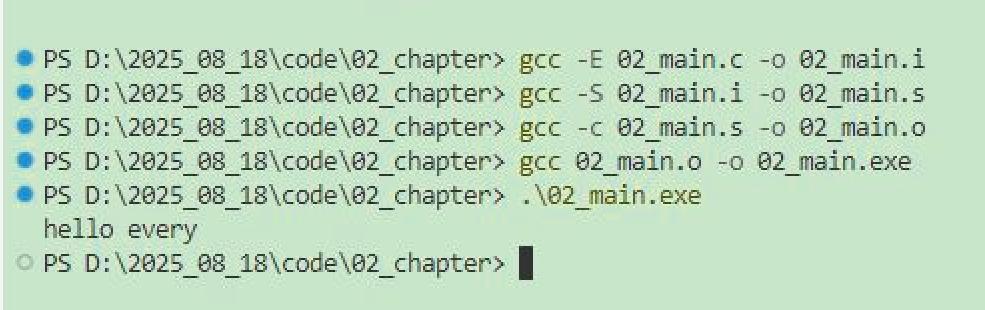 PS D:\2025_08_18\code\02_chapter> gcc -E 02_main.c -o 02_main.i
PS D:\2025_08_18\code\02_chapter> gcc -S 02_main.i -o 02_main.s
PS D:\2025_08_18\code\02_chapter> gcc -c 02_main.s -o 02_main.o
PS D:\2025_08_18\code\02_chapter> gcc 02_main.o -o 02_main.exe
PS D:\2025_08_18\code\02_chapter> .\02_main.exe
hello every
PS D:\2025_08_18\code\02_chapter>